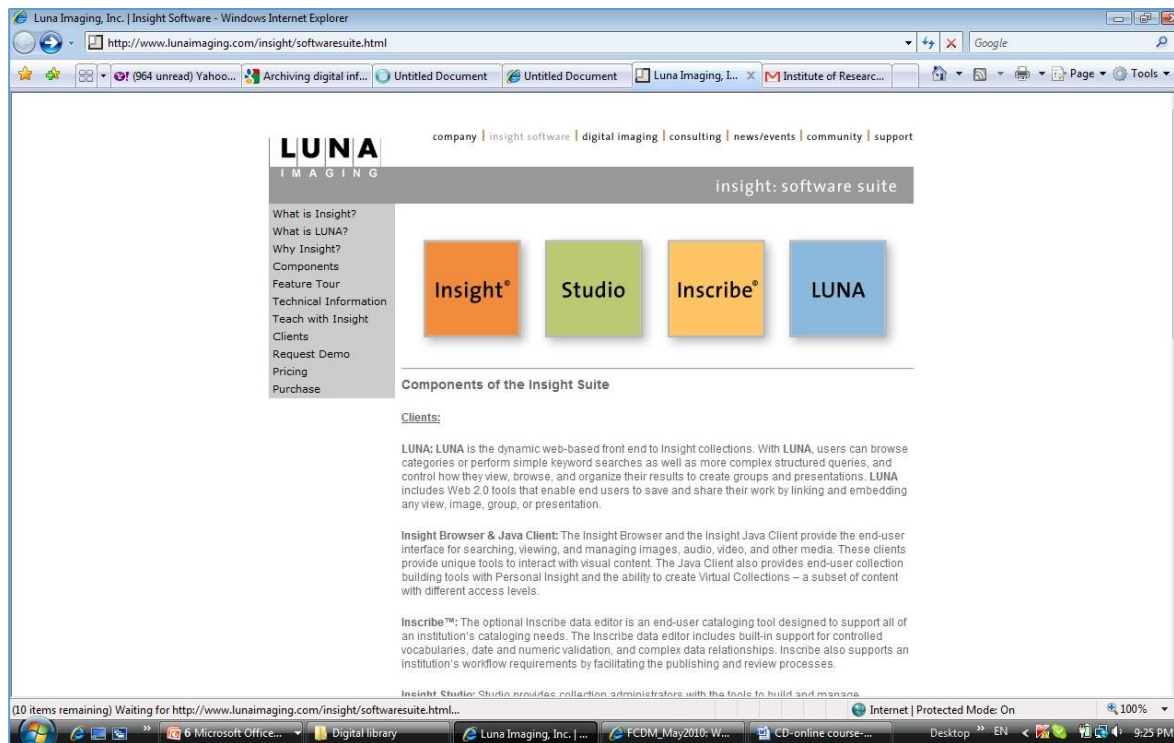 Luna Imaging, Inc. | Insight Software - Windows Internet Explorer
http://www.lunaimaging.com/insight/softwaresuite.html
Google
(964 unread) Yahoo...
Archiving digital inf...
Untitled Document
Untitled Document
Luna Imaging, I...
Institute of Researc...
Page
Tools
LUNA
IMAGING
company | insight software | digital imaging | consulting | news/events | community | support
insight: software suite
What is Insight?
What is LUNA?
Why Insight?
Components
Feature Tour
Technical Information
Teach with Insight
Clients
Request Demo
Pricing
Purchase
Insight®
Studio
Inscribe®
LUNA
Components of the Insight Suite
Clients:
LUNA: LUNA is the dynamic web-based front end to Insight collections. With LUNA, users can browse
categories or perform simple keyword searches as well as more complex structured queries, and
control how they view, browse, and organize their results to create groups and presentations. LUNA
includes Web 2.0 tools that enable end users to save and share their work by linking and embedding
any view, image, group, or presentation.
Insight Browser & Java Client: The Insight Browser and the Insight Java Client provide the end-user
interface for searching, viewing, and managing images, audio, video, and other media. These clients
provide unique tools to interact with visual content. The Java Client also provides end-user collection
building tools with Personal Insight and the ability to create Virtual Collections – a subset of content
with different access levels.
Inscribe™: The optional Inscribe data editor is an end-user cataloging tool designed to support all of
an institution's cataloging needs. The Inscribe data editor includes built-in support for controlled
vocabularies, date and numeric validation, and complex data relationships. Inscribe also supports an
institution's workflow requirements by facilitating the publishing and review processes.
Insight Studio: Studio provides collection administrators with the tools to build and manage
(10 items remaining) Waiting for http://www.lunaimaging.com/insight/softwaresuite.html...
Internet | Protected Mode: On
100%
6 Microsoft Office...
Digital library
Luna Imaging, Inc. | ...
FCDM_May2010: W...
CD-online course-...
Desktop
EN
9:25 PM